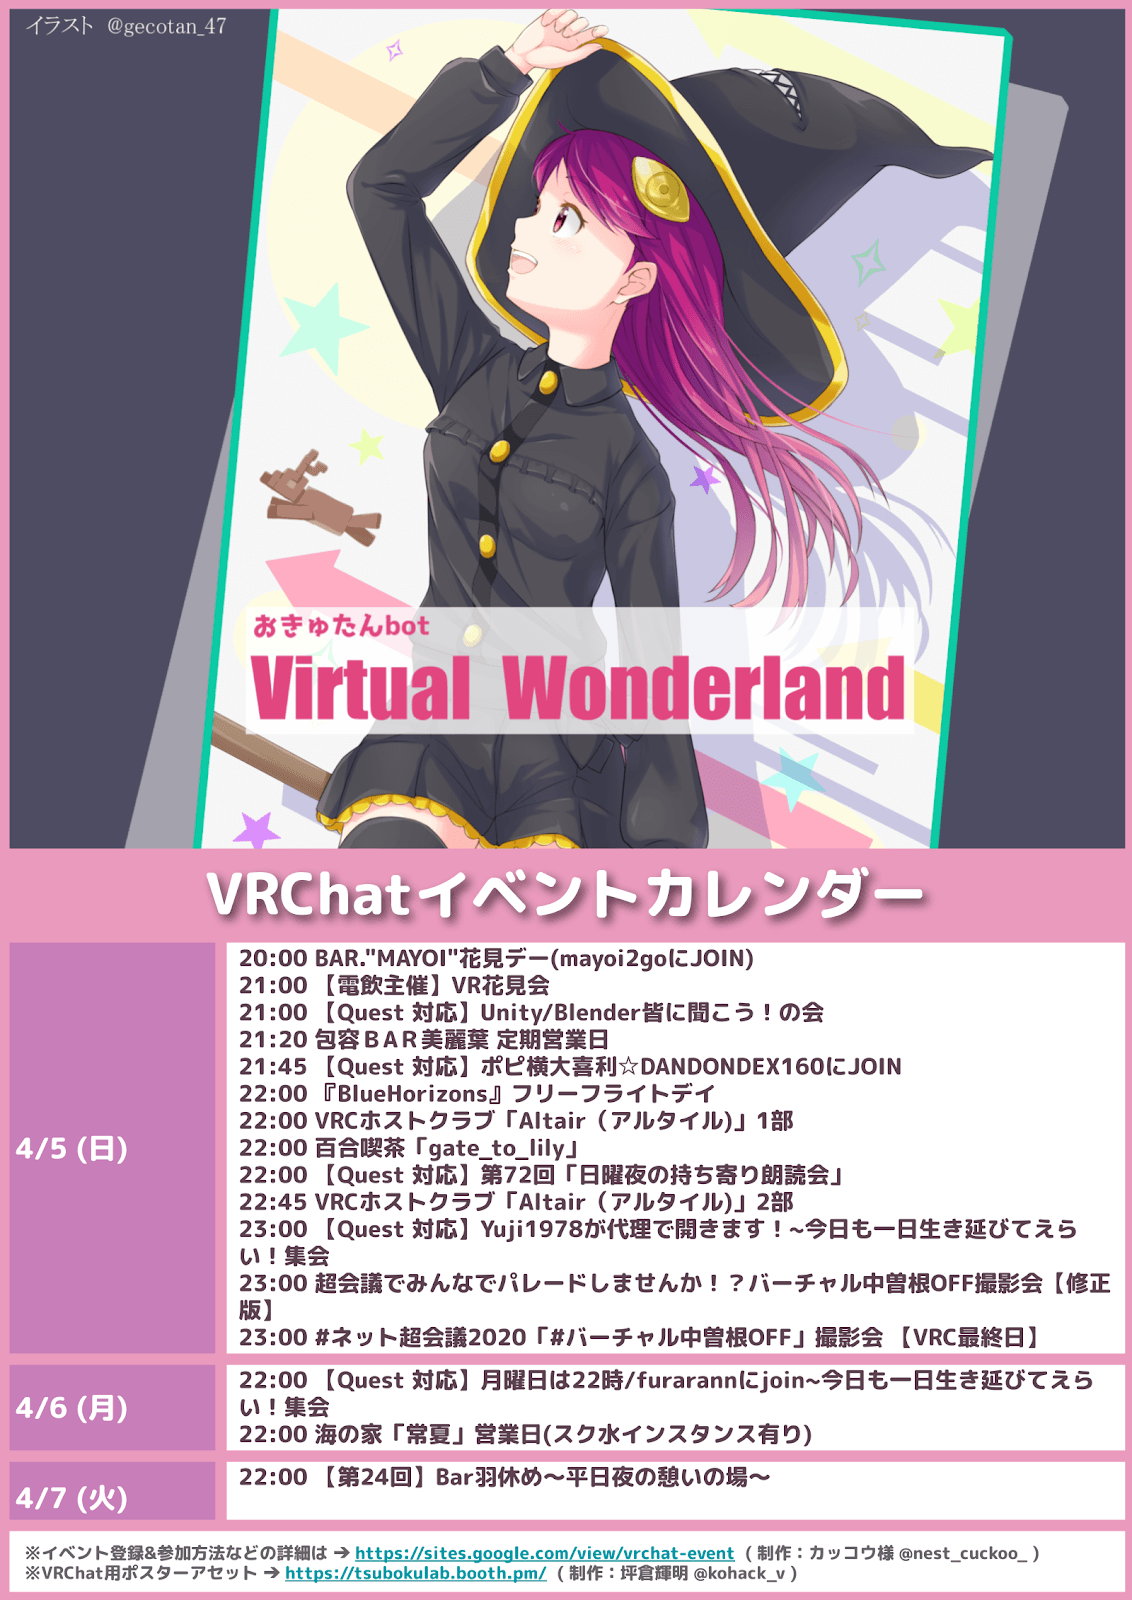 イラスト @gecotan_47
おきゅたんbot
Virtual Wonderland
VRChatイベントカレンダー
4/5 (日)
20:00 BAR."MAYOI"花見デー(mayoi2goにJOIN)
21:00 【電飲主催】VR花見会
21:00 【Quest 対応】Unity/Blender皆に聞こう！の会
21:20 包容ＢＡＲ美麗葉 定期営業日
21:45 【Quest 対応】ポピ横大喜利☆DANDONDEX160にJOIN
22:00 『BlueHorizons』フリーフライトデイ
22:00 VRCホストクラブ「Altair（アルタイル)」1部
22:00 百合喫茶「gate_to_lily」
22:00 【Quest 対応】第72回「日曜夜の持ち寄り朗読会」
22:45 VRCホストクラブ「Altair（アルタイル)」2部
23:00 【Quest 対応】Yuji1978が代理で開きます！~今日も一日生き延びてえら
い！集会
23:00 超会議でみんなでパレードしませんか！？バーチャル中曽根OFF撮影会【修正
版】
23:00 #ネット超会議2020「#バーチャル中曽根OFF」撮影会 【VRC最終日】
4/6 (月)
22:00 【Quest 対応】月曜日は22時/furarannにjoin~今日も一日生き延びてえら
い！集会
22:00 海の家「常夏」営業日(スク水インスタンス有り)
4/7 (火)
22:00 【第24回】Bar羽休め〜平日夜の憩いの場〜
※イベント登録&参加方法などの詳細は → https://sites.google.com/view/vrchat-event ( 制作：カッコウ様 @nest_cuckoo_ )
※VRChat用ポスターアセット → https://tsubokulab.booth.pm/ ( 制作：坪倉輝明 @kohack_v )